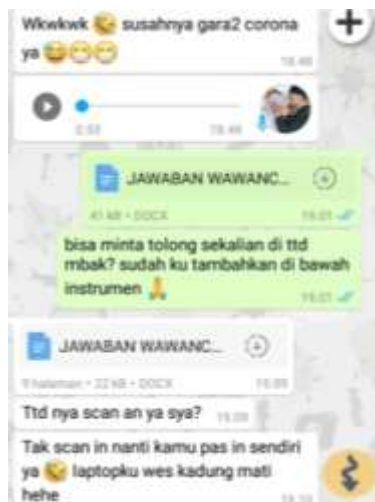 Wkwkwk susahnya gara2 corona
ya
18.48
0:53
18.48
JAWABAN WAWANC...
41 kB • DOCX
19.01
bisa minta tolong sekalian di ttd
mbak? sudah ku tambahkan di bawah
instrumen
19.01
JAWABAN WAWANC...
9 halaman • 22 kB • DOCX
19.09
Ttd nya scan an ya sya?
19.09
Tak scan in nanti kamu pas in sendiri
ya laptopku wes kadung mati
hehe